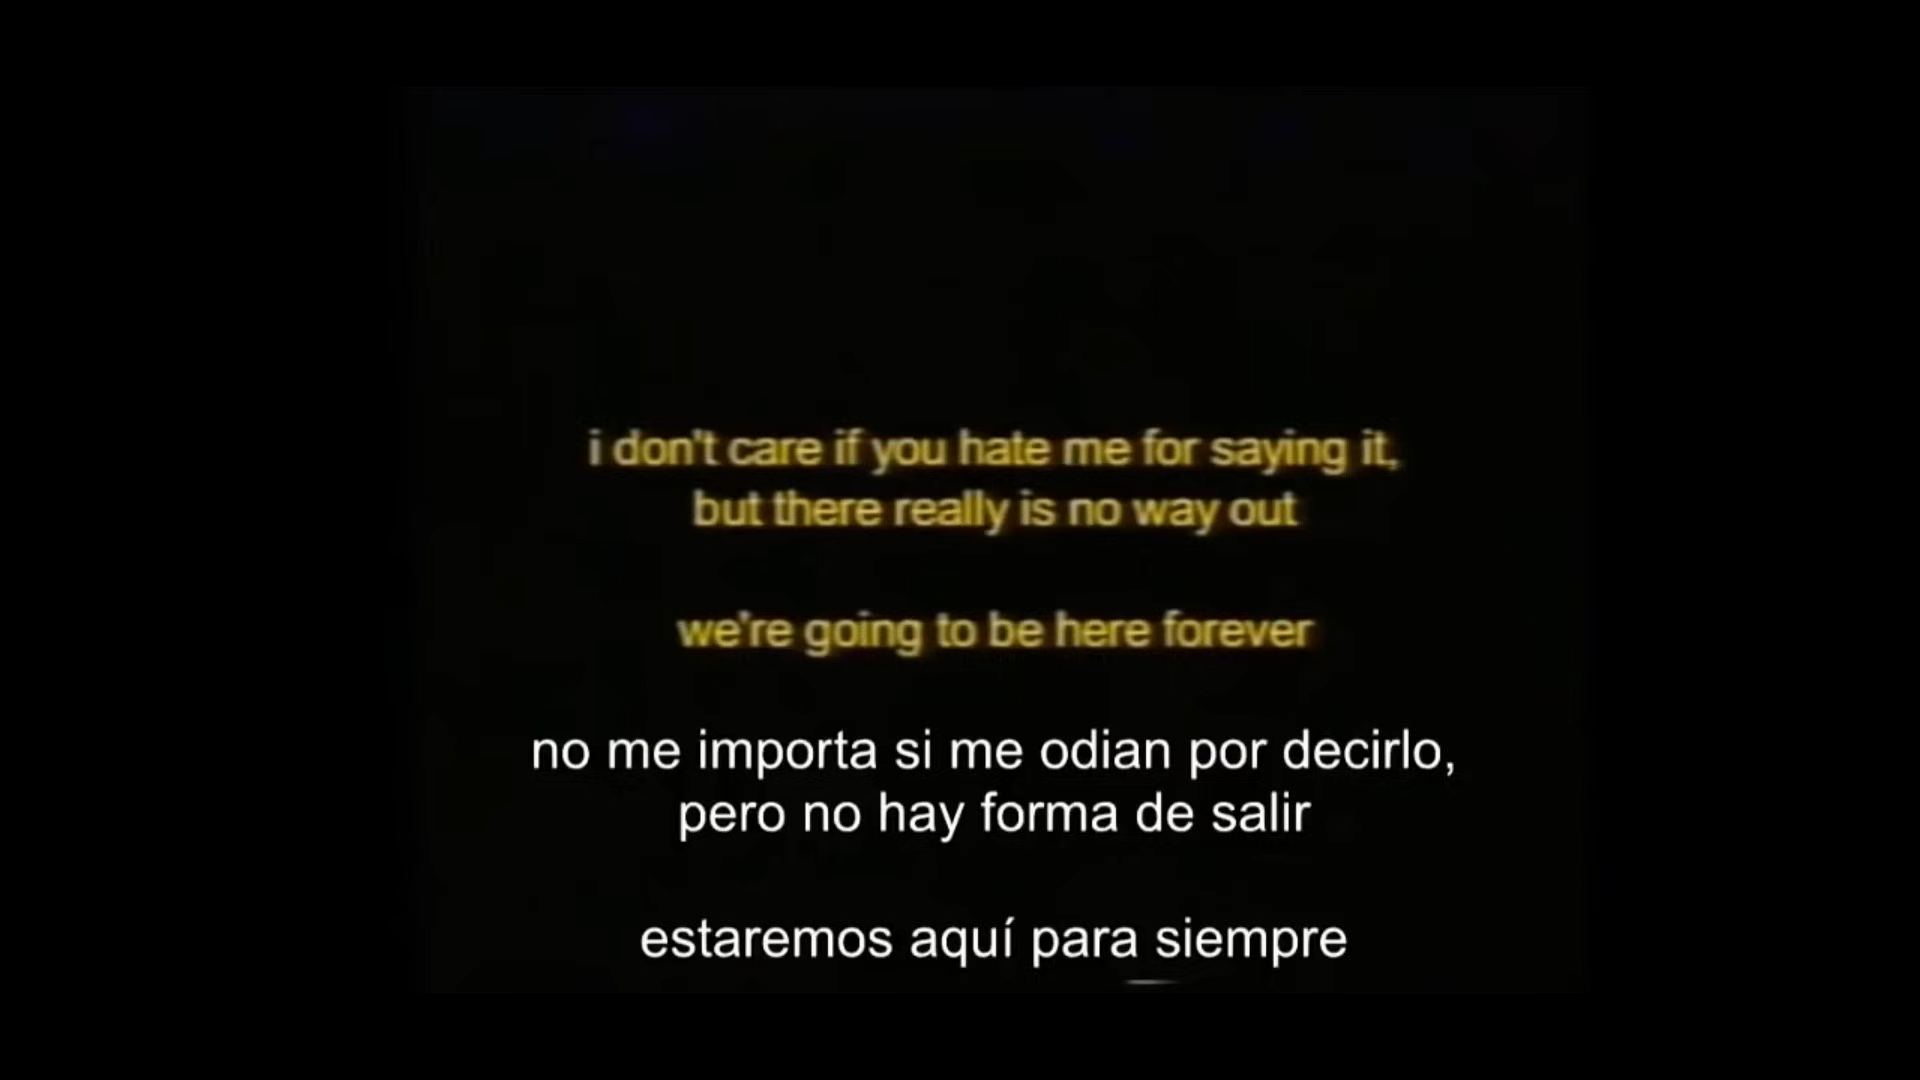 i don't care if you hate me for saying it,
but there really is no way out
we're going to be here forever
no me importa si me odian por decirlo,
pero no hay forma de salir
estaremos aquí para siempre